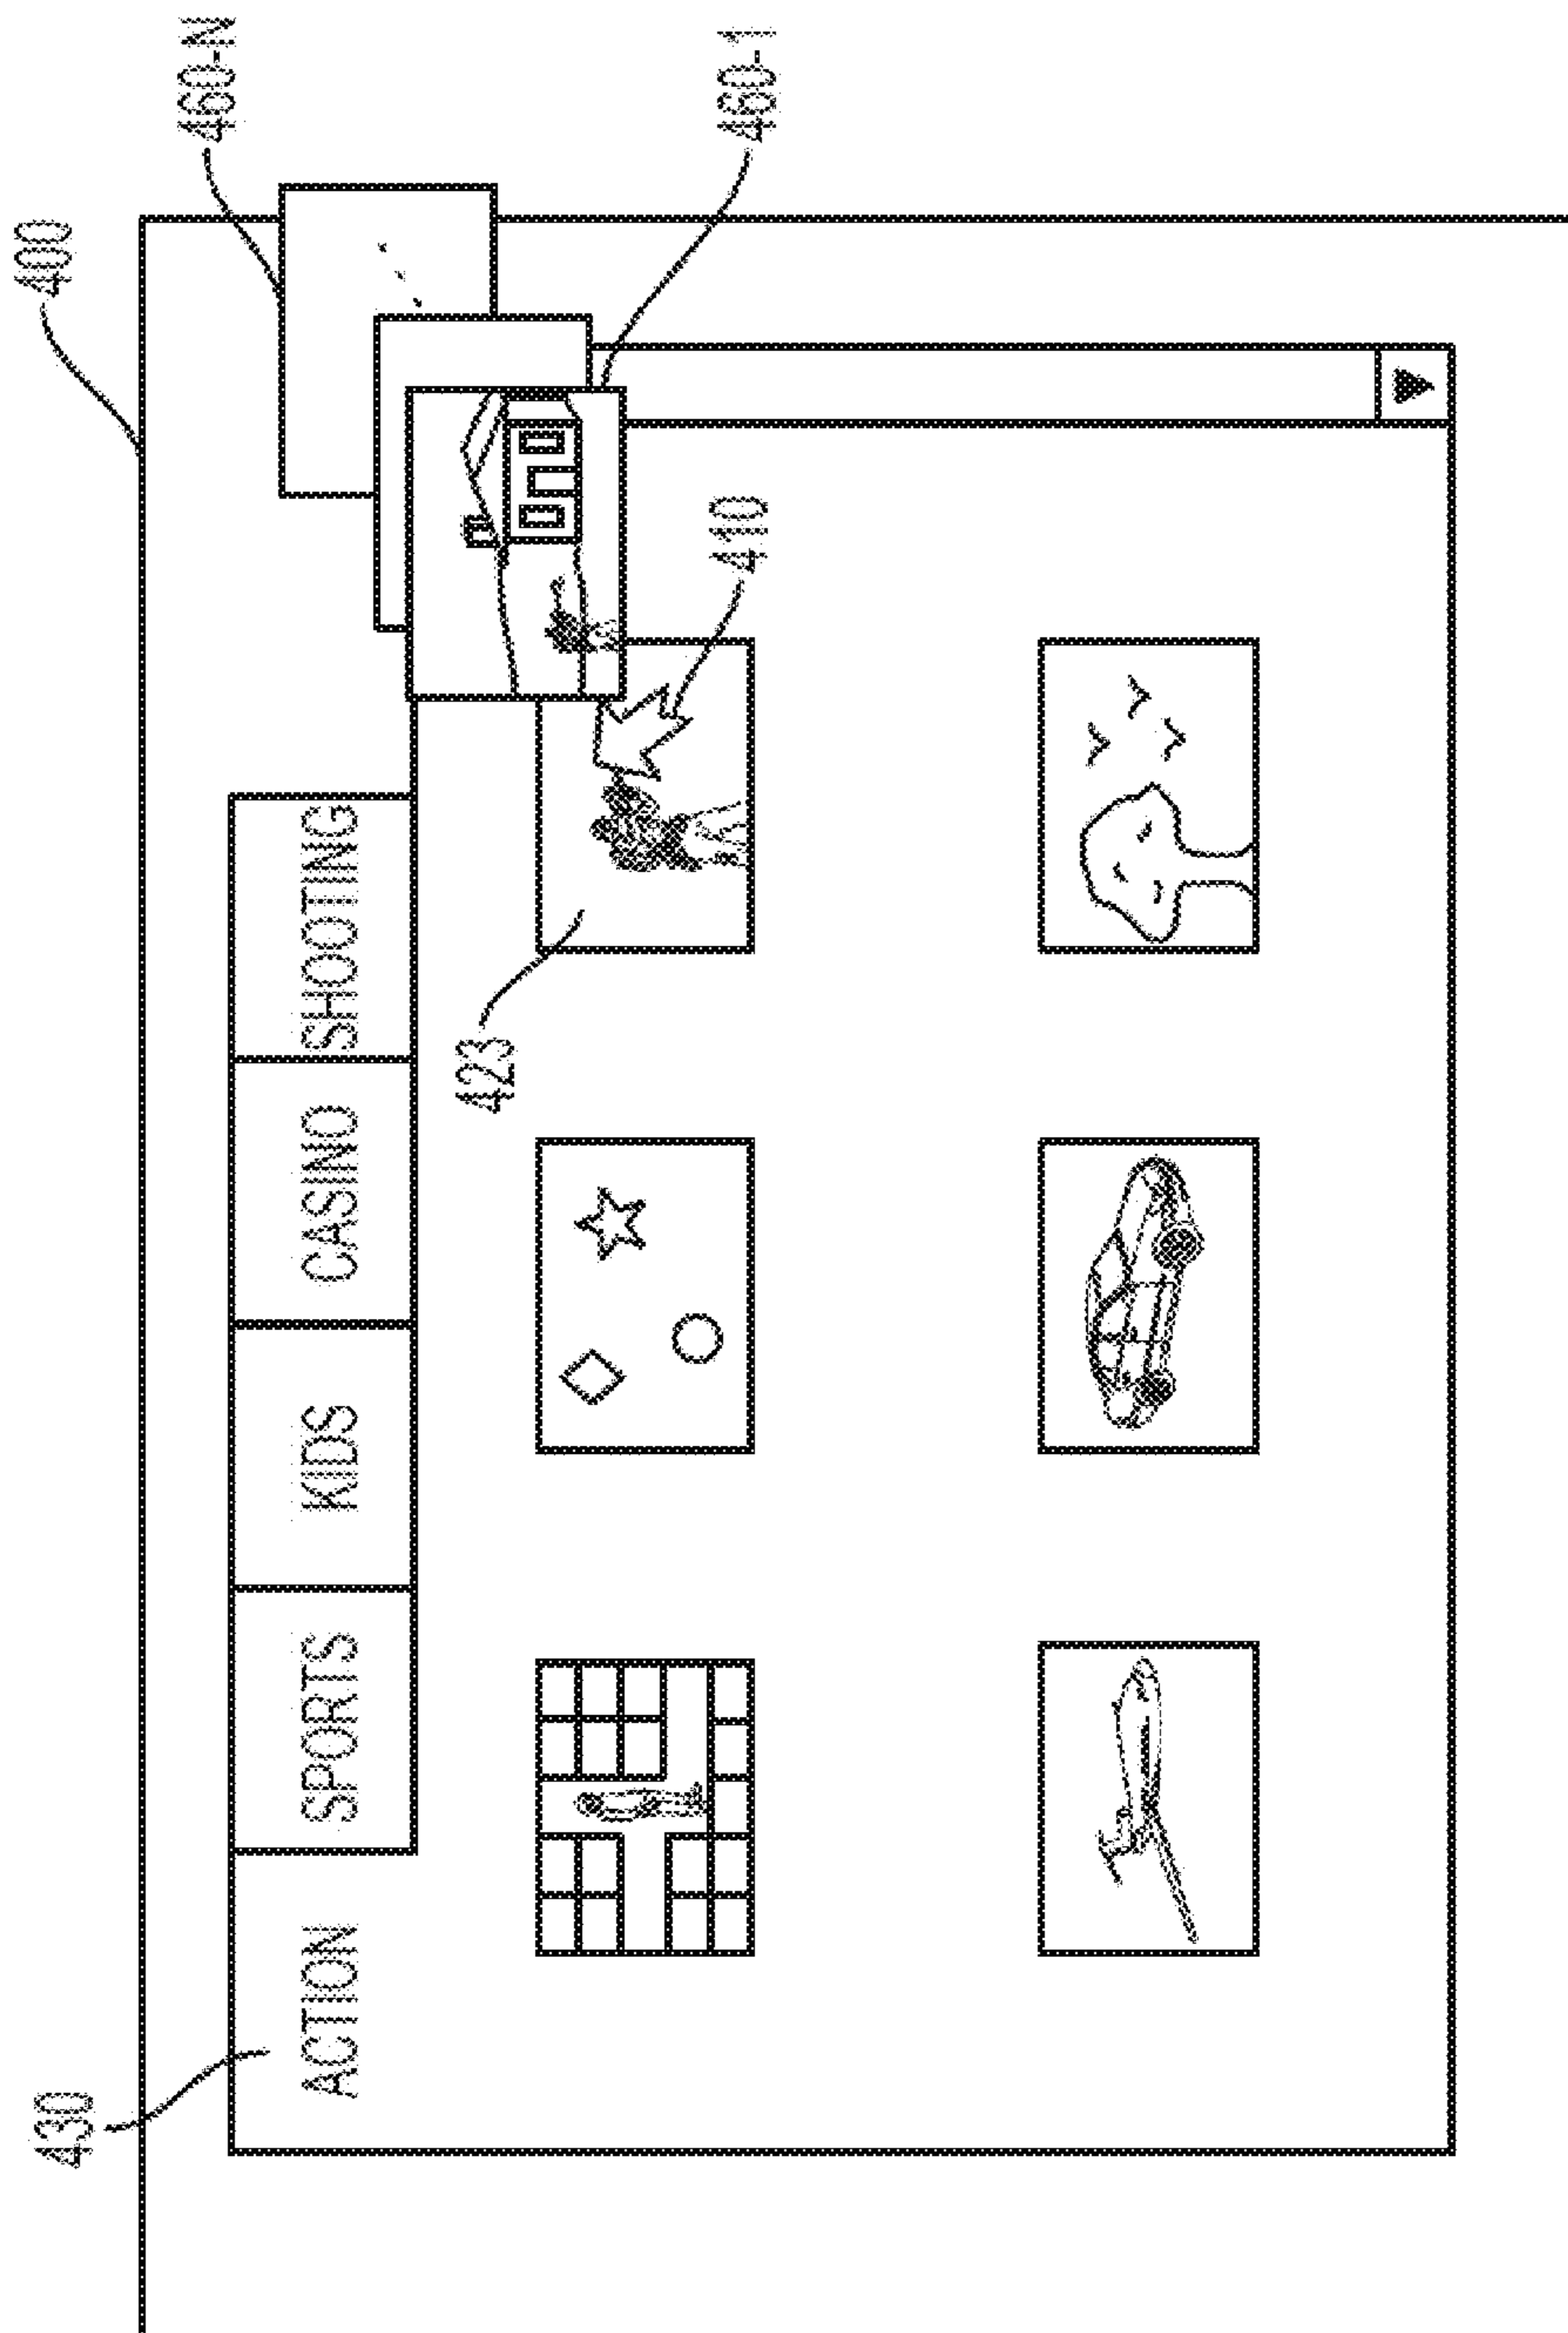 400
460-N
430
ACTION SPORTS KIDS CASINO SHOOTING
423
410
460-1